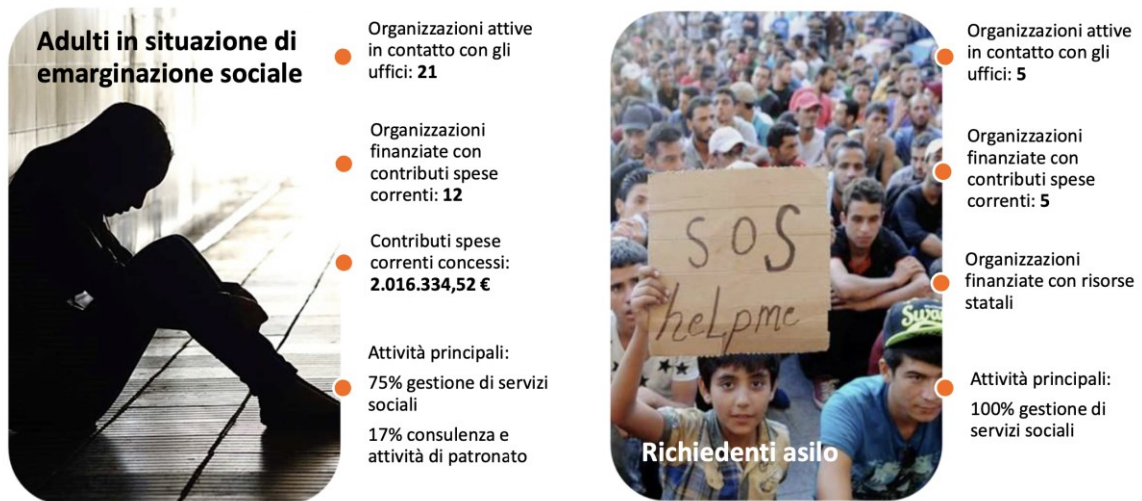 Adulti in situazione di
emarginazione sociale
Organizzazioni attive
in contatto con gli
uffici: 21
Organizzazioni
finanziate con
contributi spese
correnti: 12
Contributi spese
correnti concessi:
2.016.334,52 €
Attività principali:
75% gestione di servizi
sociali
17% consulenza e
attività di patronato
SOS
help me
Richiedenti asilo
Organizzazioni attive
in contatto con gli
uffici: 5
Organizzazioni
finanziate con
contributi spese
correnti: 5
Organizzazioni
finanziate con risorse
statali
Attività principali:
100% gestione di
servizi sociali